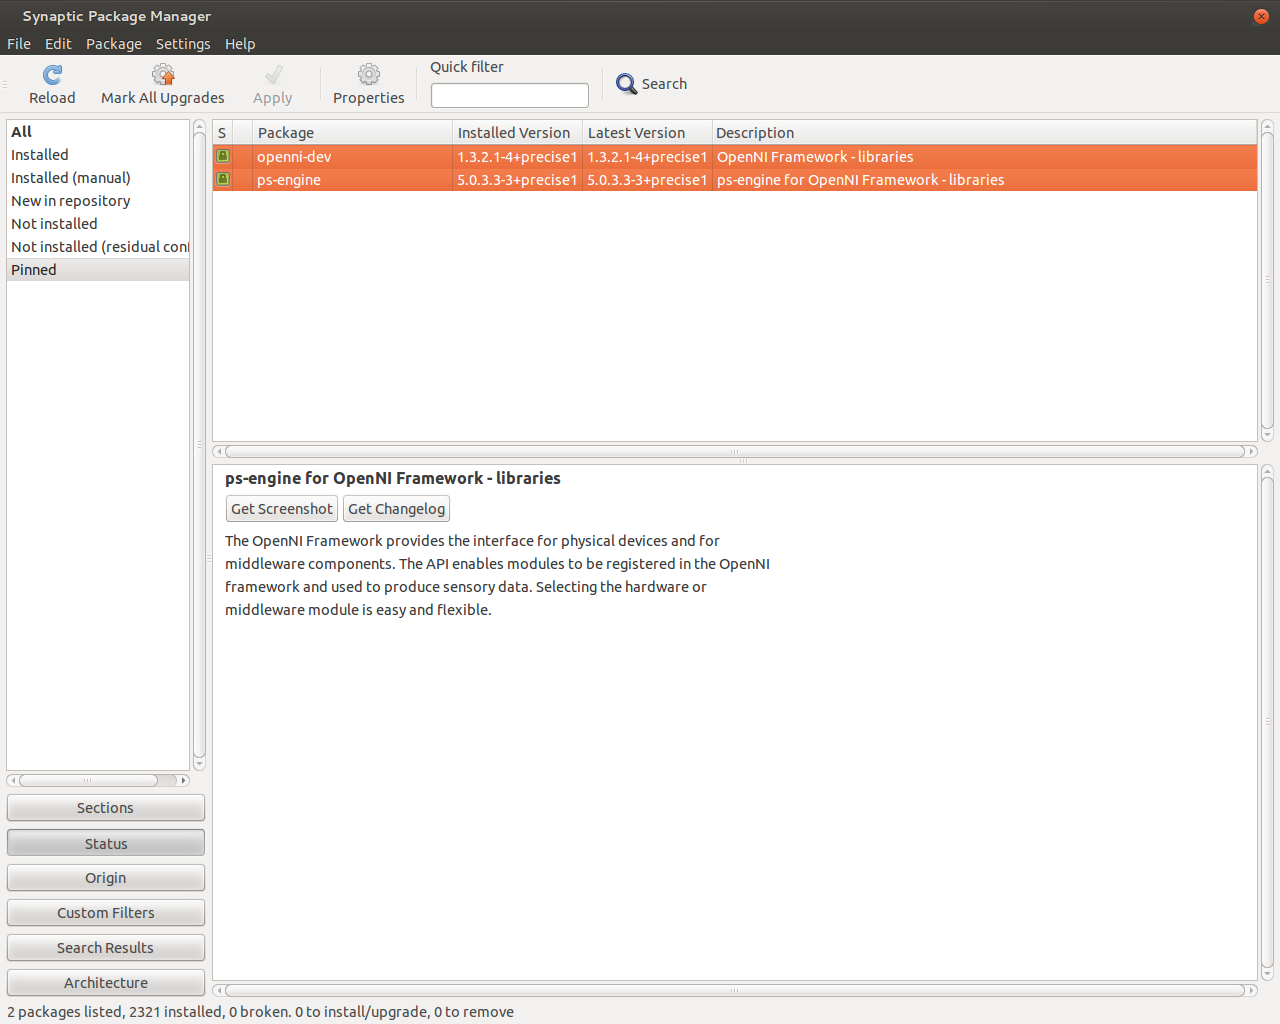 Synaptic Package Manager
File Edit Package Settings Help
Reload Mark All Upgrades Apply Properties Quick filter Search
All
Installed
Installed (manual)
New in repository
Not installed
Not installed (residual conf
Pinned
S Package Installed Version Latest Version Description
openni-dev 1.3.2.1-4+precise1 1.3.2.1-4+precise1 OpenNI Framework - libraries
ps-engine 5.0.3.3-3+precise1 5.0.3.3-3+precise1 ps-engine for OpenNI Framework - libraries
ps-engine for OpenNI Framework - libraries
Get Screenshot Get Changelog
The OpenNI Framework provides the interface for physical devices and for
middleware components. The API enables modules to be registered in the OpenNI
framework and used to produce sensory data. Selecting the hardware or
middleware module is easy and flexible.
Sections
Status
Origin
Custom Filters
Search Results
Architecture
2 packages listed, 2321 installed, 0 broken. 0 to install/upgrade, 0 to remove